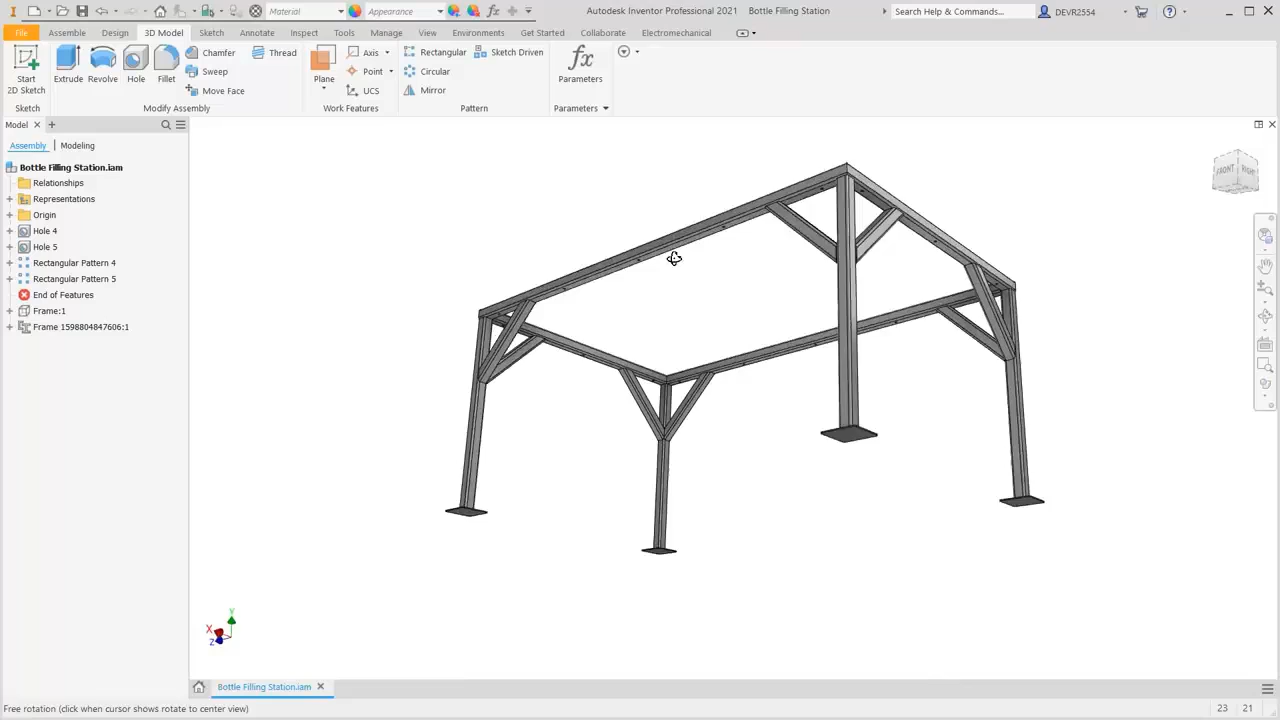 Material
Appearance
Autodesk Inventor Professional 2021 Bottle Filling Station
Search Help & Commands...
DEVR2554
File
Assemble
Design
3D Model
Sketch
Annotate
Inspect
Tools
Manage
View
Environments
Get Started
Collaborate
Electromechanical
Start
2D Sketch
Extrude
Revolve
Hole
Fillet
Chamfer
Thread
Sweep
Move Face
Plane
Axis
Point
UCS
Rectangular
Sketch Driven
Circular
Mirror
fx
Parameters
Sketch
Modify Assembly
Work Features
Pattern
Parameters
Model
Assembly
Modeling
Bottle Filling Station.iam
Relationships
Representations
Origin
Hole 4
Hole 5
Rectangular Pattern 4
Rectangular Pattern 5
End of Features
Frame:1
Frame 1598804847606:1
FRONT
RIGHT
Y
X
Z
Bottle Filling Station.iam
Free rotation (click when cursor shows rotate to center view)
23 21